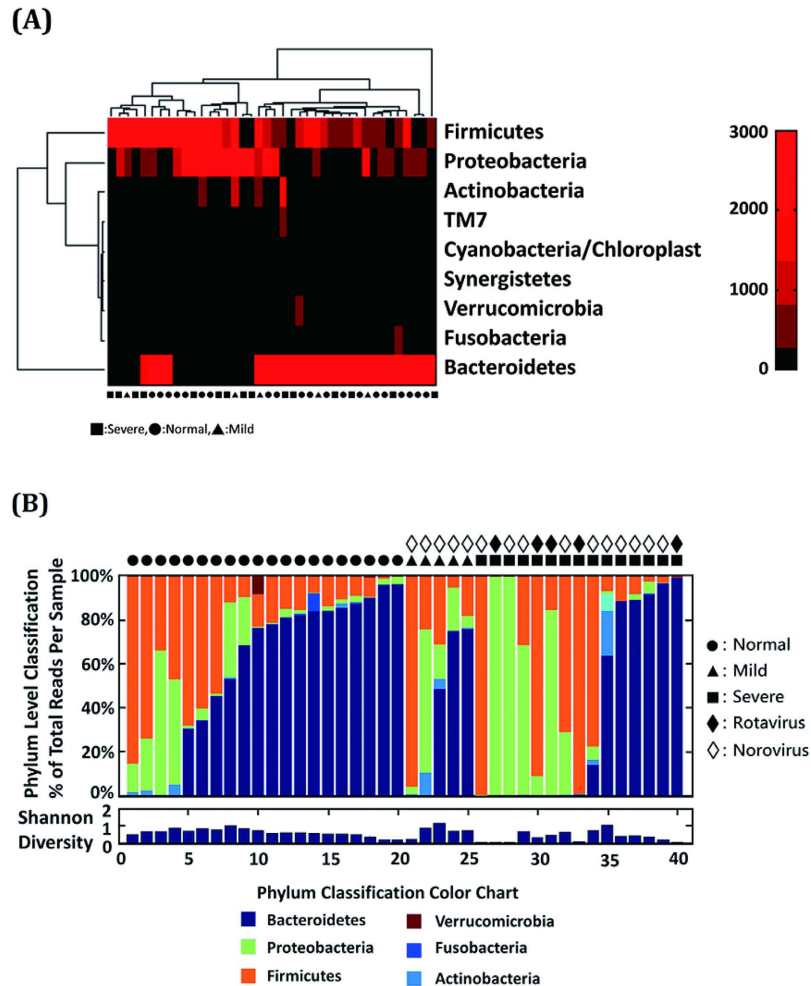 (A)
Firmicutes
Proteobacteria
Actinobacteria
TM7
Cyanobacteria/Chloroplast
Synergistetes
Verrucomicrobia
Fusobacteria
Bacteroidetes
3000
2000
1000
0
■:Severe,●:Normal,▲:Mild
(B)
Phylum Level Classification
% of Total Reads Per Sample
100%
80%
60%
40%
20%
0%
●: Normal
▲: Mild
■: Severe
◆: Rotavirus
◇: Norovirus
Shannon
Diversity
2
1
0
0 5 10 15 20 25 30 35 40
Phylum Classification Color Chart
Bacteroidetes
Proteobacteria
Firmicutes
Verrucomicrobia
Fusobacteria
Actinobacteria